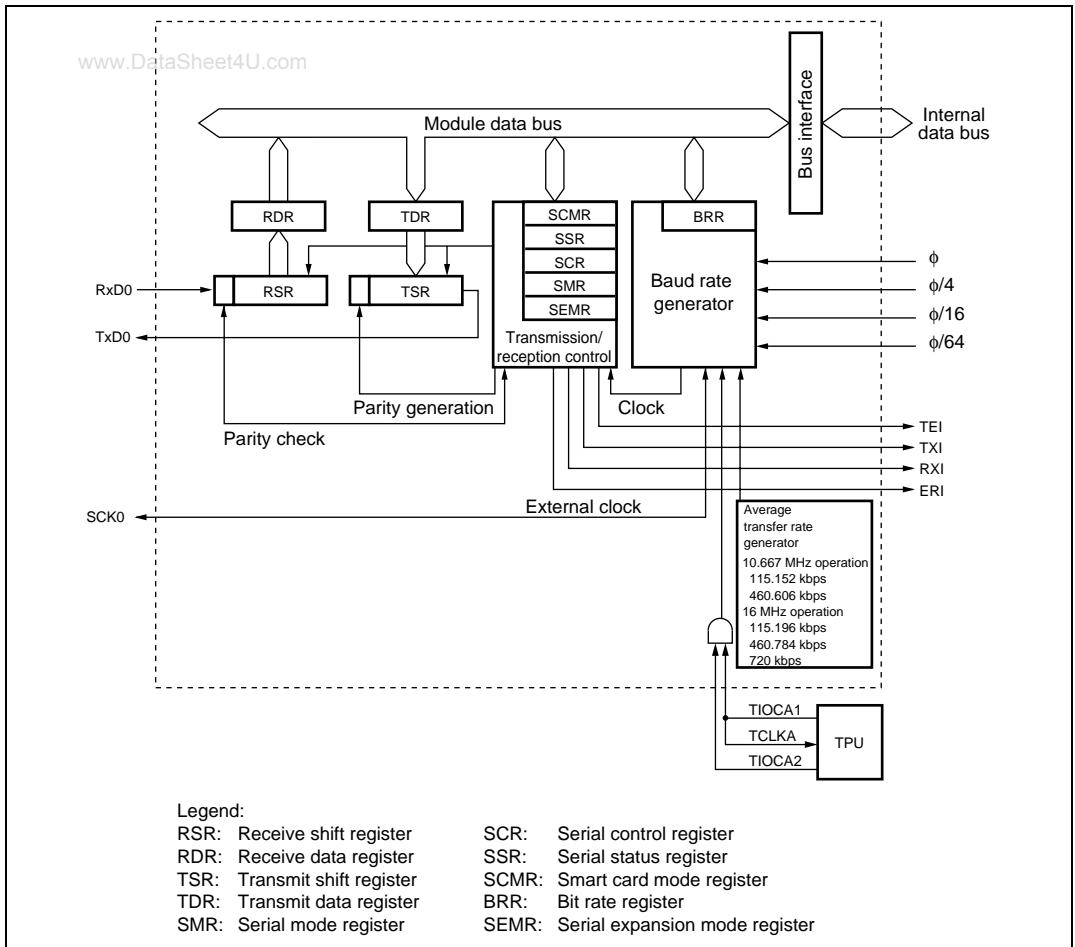 www.DataSheet4U.com
Module data bus
Bus interface
Internal
data bus
RDR
TDR
SCMR
SSR
SCR
SMR
SEMR
Transmission/
reception control
BRR
Baud rate
generator
RxD0
RSR
TSR
TxD0
ϕ
ϕ/4
ϕ/16
ϕ/64
Parity generation
Clock
Parity check
TEI
TXI
RXI
ERI
SCK0
External clock
Average
transfer rate
generator
10.667 MHz operation
115.152 kbps
460.606 kbps
16 MHz operation
115.196 kbps
460.784 kbps
720 kbps
TIOCA1
TCLKA
TIOCA2
TPU
Legend:
RSR: Receive shift register
RDR: Receive data register
TSR: Transmit shift register
TDR: Transmit data register
SMR: Serial mode register
SCR: Serial control register
SSR: Serial status register
SCMR: Smart card mode register
BRR: Bit rate register
SEMR: Serial expansion mode register